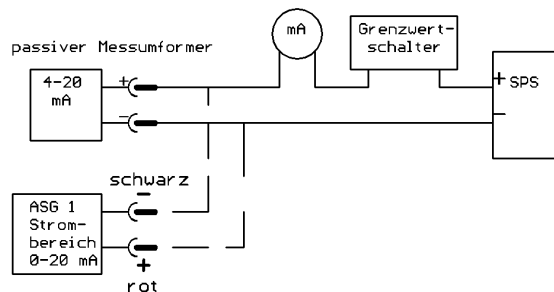 mA
Grenzwert-
schalter
passiver Messumformer
4-20
mA
+
−
+
SPS
−
schwarz
−
ASG 1
Strom-
bereich
0-20 mA
+
rot